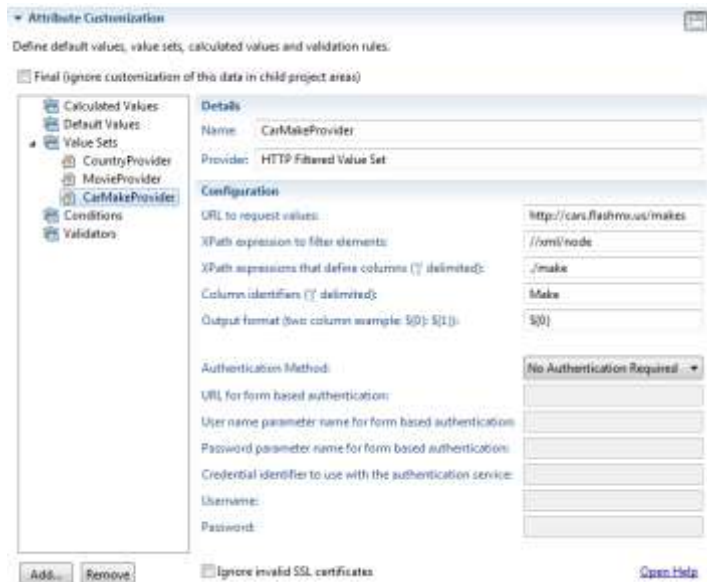 Attribute Customization
Define default values, value sets, calculated values and validation rules.
Final (ignore customization of this data in child project areas)
Calculated Values
Default Values
Value Sets
CountryProvider
MovieProvider
CarMakeProvider
Conditions
Validators
Details
Name: CarMakeProvider
Provider: HTTP Filtered Value Set
Configuration
URL to request values: http://cars.flashmx.us/makes
XPath expression to filter elements: //xml/node
XPath expressions that define columns ('|' delimited): ./make
Column identifiers ('|' delimited): Make
Output format (two column example: ${0}: ${1}): ${0}
Authentication Method: No Authentication Required
URL for form based authentication:
User name parameter name for form based authentication:
Password parameter name for form based authentication:
Credential identifier to use with the authentication service:
Username:
Password:
Add... Remove
Ignore invalid SSL certificates
Open Help